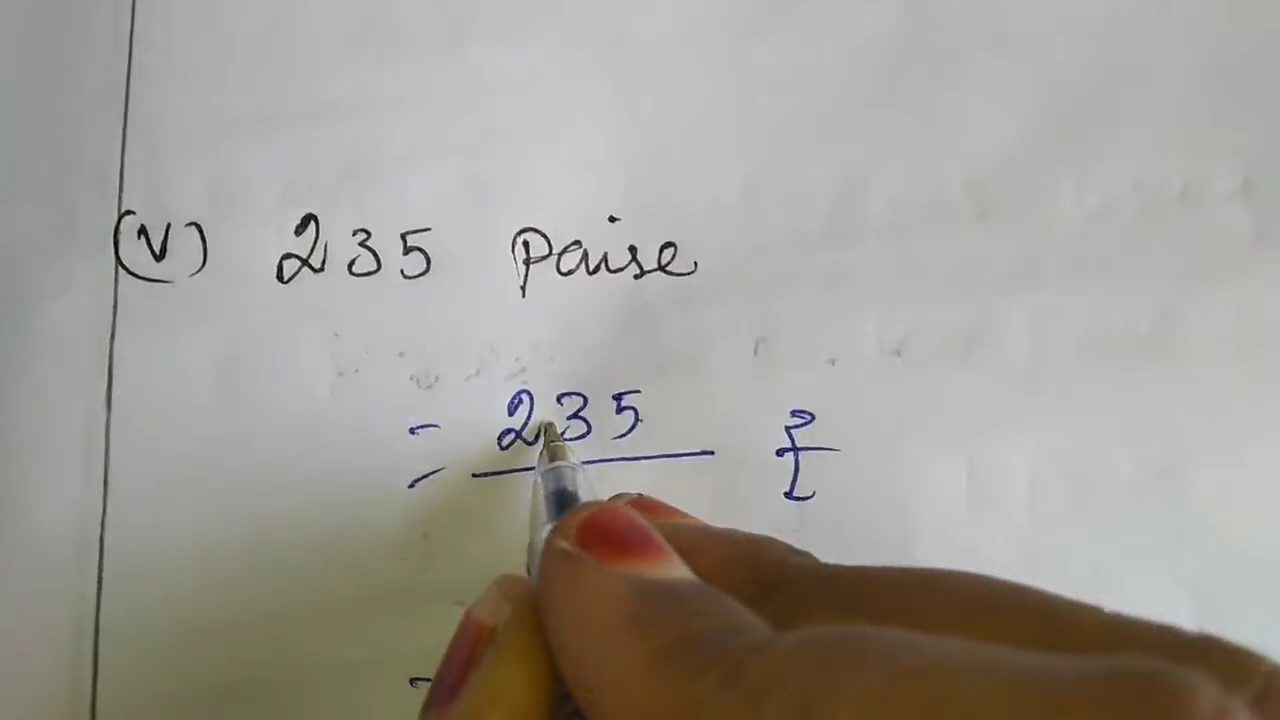 (V) 235 Paise
= 235 ₹
=